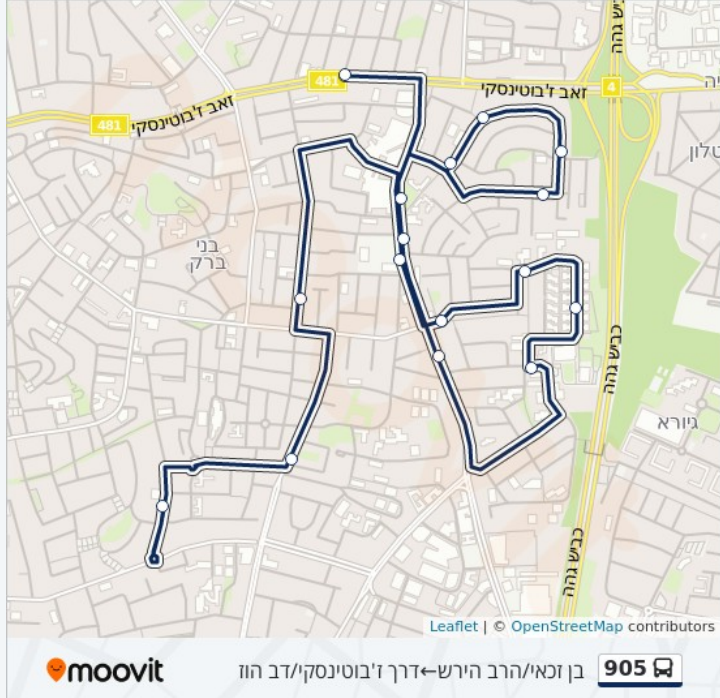 כביש גהה
481
זאב ז'בוטינסקי
4
481
זאב ז'בוטינסקי
בני
ברק
כביש גהה
גיורא
כביש גהה
Leaflet | © OpenStreetMap contributors
905
בן זכאי/הרב הירש←דרך ז'בוטינסקי/דב הוז
moovit